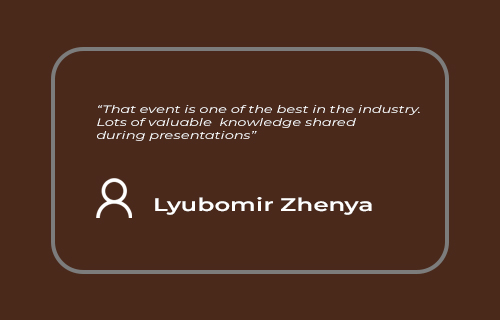 “That event is one of the best in the industry.
Lots of valuable  knowledge shared
during presentations”
Lyubomir Zhenya